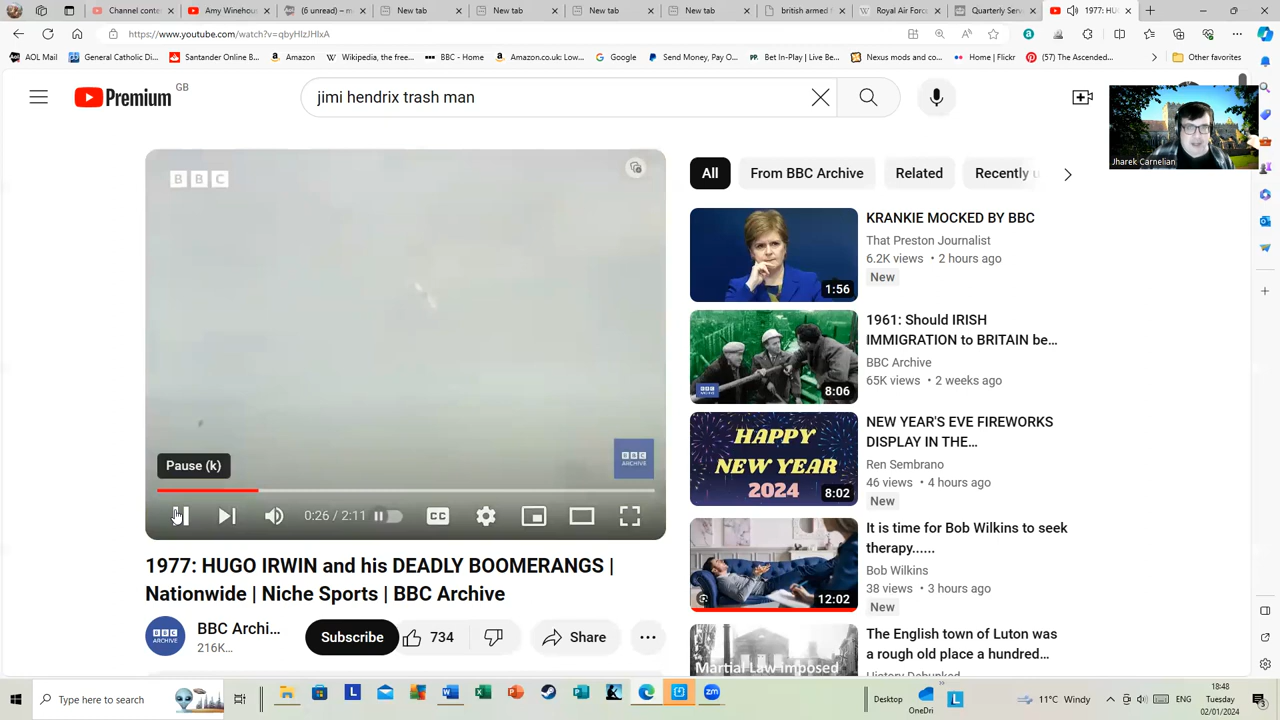 Channel conte
Amy Winehous
(6 unread) – m
New tab
New tab
New tab
New tab
british armed f
Royal Air Forc
Quarterly Serv
1977: HU
https://www.youtube.com/watch?v=qbyHIzJHIxA
AOL Mail
General Catholic Di...
Santander Online B...
Amazon
Wikipedia, the free...
BBC - Home
Amazon.co.uk: Low...
Google
Send Money, Pay O...
Bet In-Play | Live Be...
Nexus mods and co...
Home | Flickr
(57) The Ascended...
Other favorites
Premium GB
jimi hendrix trash man
Jharek Carnelian
BBC
All
From BBC Archive
Related
Recently u
KRANKIE MOCKED BY BBC
That Preston Journalist
6.2K views • 2 hours ago
New
1:56
1961: Should IRISH
IMMIGRATION to BRITAIN be...
BBC Archive
65K views • 2 weeks ago
8:06
NEW YEAR'S EVE FIREWORKS
DISPLAY IN THE...
Ren Sembrano
46 views • 4 hours ago
New
HAPPY
NEW YEAR
2024
8:02
It is time for Bob Wilkins to seek
therapy......
Bob Wilkins
38 views • 3 hours ago
New
12:02
The English town of Luton was
a rough old place a hundred...
Martial Law imposed
BBC
ARCHIVE
Pause (k)
0:26 / 2:11
CC
1977: HUGO IRWIN and his DEADLY BOOMERANGS |
Nationwide | Niche Sports | BBC Archive
BBC
ARCHIVE
BBC Archi...
216K...
Subscribe
734
Share
Type here to search
Desktop
OneDri
11°C Windy
ENG
18:48
Tuesday
02/01/2024